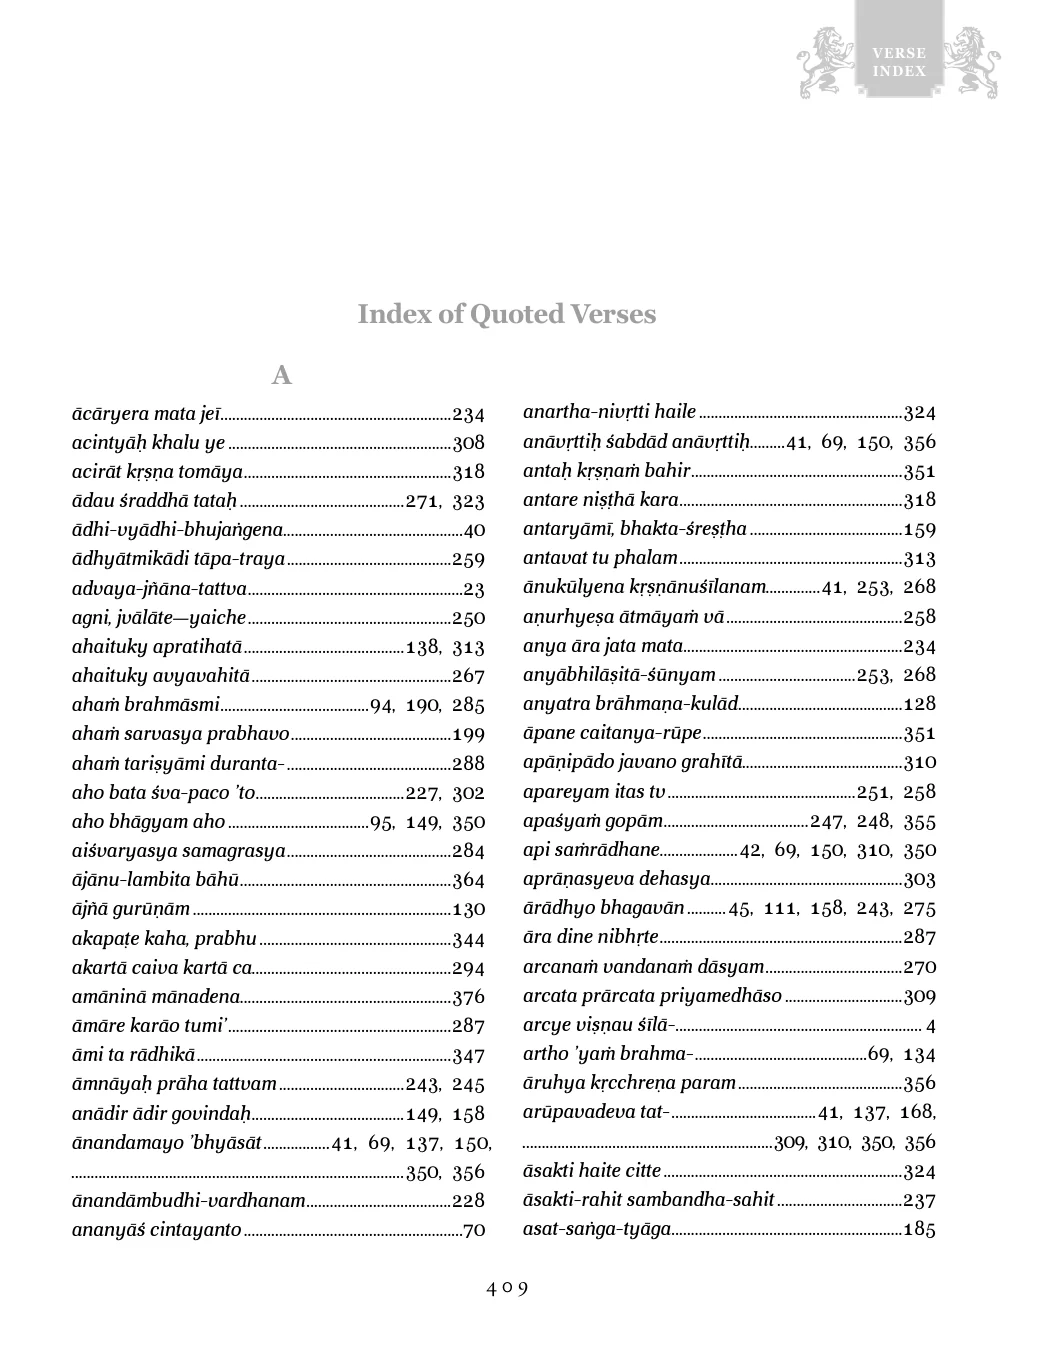 VERSE
INDEX
Index of Quoted Verses
A
ācāryera mata jeī...........................................................234
acintyāḥ khalu ye .........................................................308
acirāt kṛṣṇa tomāya.....................................................318
ādau śraddhā tataḥ ..........................................271, 323
ādhi-vyādhi-bhujaṅgena..............................................40
ādhyātmikādi tāpa-traya..........................................259
advaya-jñāna-tattva.......................................................23
agni, jvālāte—yaiche....................................................250
ahaituky apratihatā.........................................138, 313
ahaituky avyavahitā...................................................267
ahaṁ brahmāsmi......................................94, 190, 285
ahaṁ sarvasya prabhavo.........................................199
ahaṁ tariṣyāmi duranta- ..........................................288
aho bata śva-paco ’to......................................227, 302
aho bhāgyam aho ....................................95, 149, 350
aiśvaryasya samagrasya..........................................284
ājānu-lambita bāhū......................................................364
ājñā gurūṇām ..................................................................130
akapaṭe kaha, prabhu .................................................344
akartā caiva kartā ca...................................................294
amāninā mānadena......................................................376
āmāre karāo tumi’.........................................................287
āmi ta rādhikā.................................................................347
āmnāyaḥ prāha tattvam ................................243, 245
anādir ādir govindaḥ.......................................149, 158
ānandamayo ’bhyāsāt.................41, 69, 137, 150,
.....................................................................................350, 356
ānandāmbudhi-vardhanam.....................................228
ananyāś cintayanto ........................................................70
anartha-nivṛtti haile ....................................................324
anāvṛttiḥ śabdād anāvṛttiḥ.........41, 69, 150, 356
antaḥ kṛṣṇaṁ bahir......................................................351
antare niṣṭhā kara.........................................................318
antaryāmī, bhakta-śreṣṭha .......................................159
antavat tu phalam.........................................................313
ānukūlyena kṛṣṇānuśīlanam..............41, 253, 268
aṇurhyeṣa ātmāyaṁ vā .............................................258
anya āra jata mata........................................................234
anyābhilāṣitā-śūnyam ...................................253, 268
anyatra brāhmaṇa-kulād..........................................128
āpane caitanya-rūpe...................................................351
apāṇipādo javano grahītā.........................................310
apareyam itas tv ................................................251, 258
apaśyaṁ gopām.....................................247, 248, 355
api saṁrādhane....................42, 69, 150, 310, 350
aprāṇasyeva dehasya.................................................303
ārādhyo bhagavān ..........45, 111, 158, 243, 275
āra dine nibhṛte..............................................................287
arcanaṁ vandanaṁ dāsyam...................................270
arcata prārcata priyamedhāso ..............................309
arcye viṣṇau śīlā-............................................................... 4
artho ’yaṁ brahma- ............................................69, 134
āruhya kṛcchreṇa param..........................................356
arūpavadeva tat-.....................................41, 137, 168,
................................................................309, 310, 350, 356
āsakti haite citte .............................................................324
āsakti-rahit sambandha-sahit ................................237
asat-saṅga-tyāga...........................................................185
409